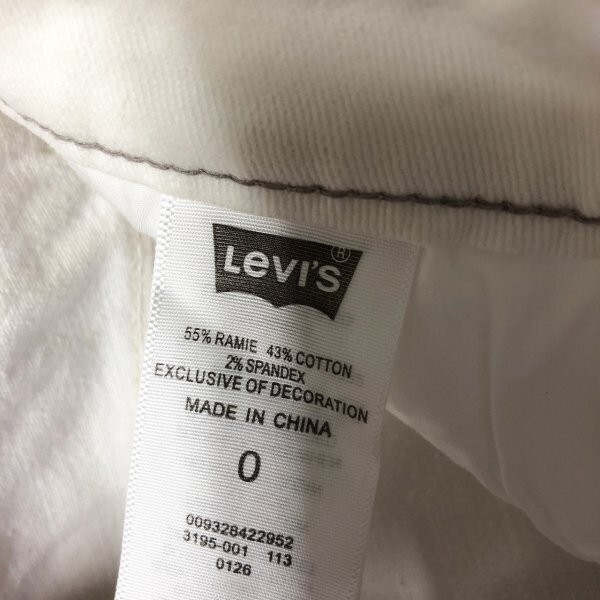 LEVI'S ®
55% RAMIE 43% COTTON
2% SPANDEX
EXCLUSIVE OF DECORATION
MADE IN CHINA
0
009328422952
3195-001 113
0126